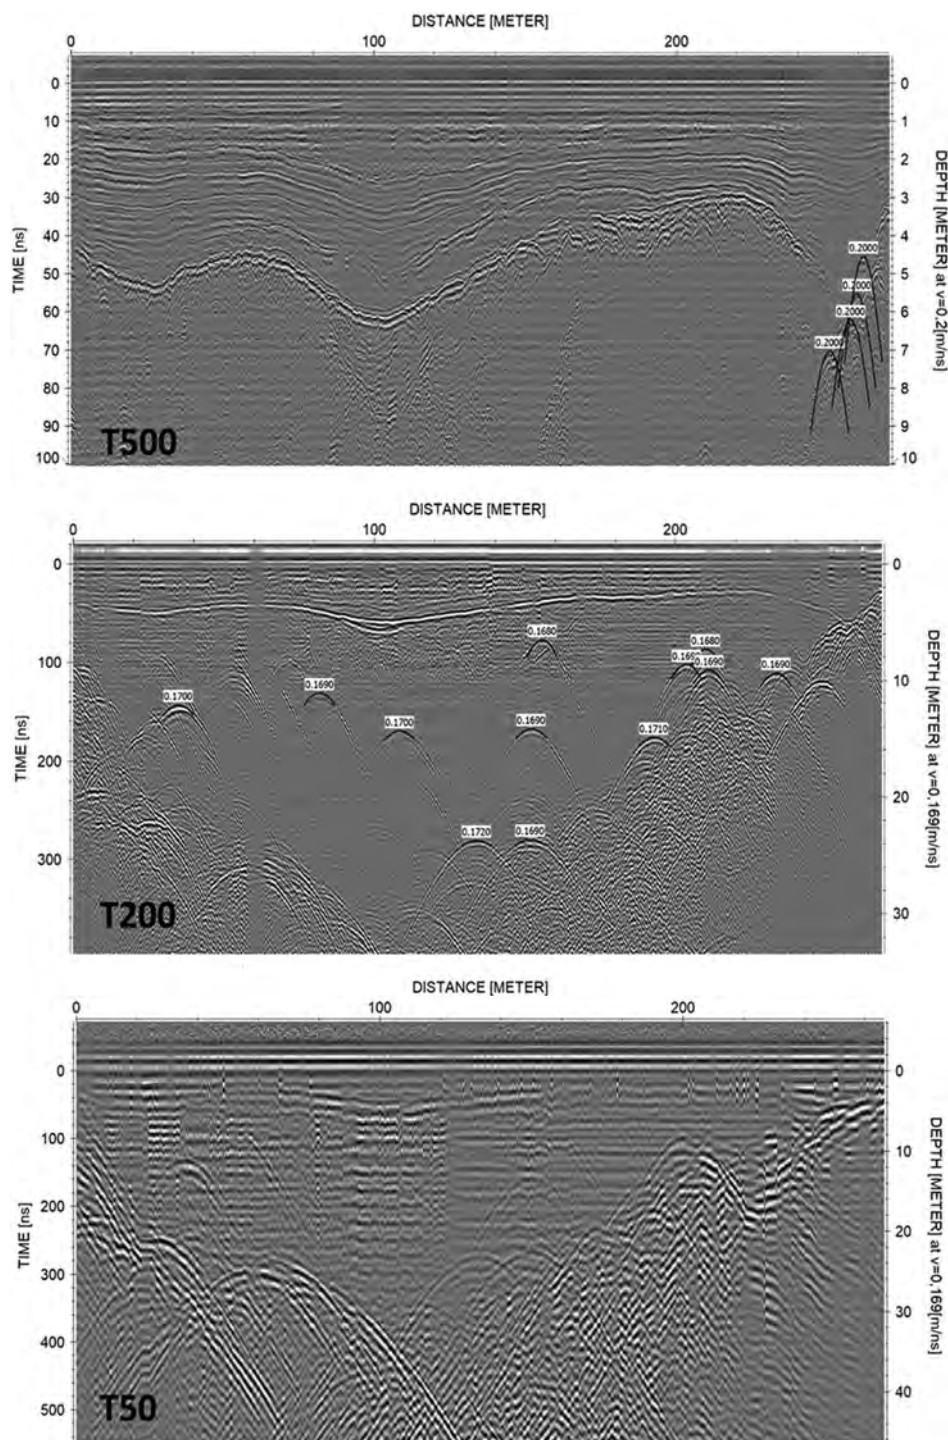 DISTANCE [METER]
0 100 200
0 0
10 1
20 2
30 3
40 4
50 5
60 6
70 7
80 8
90 9
100 10
TIME [ns]
DEPTH [METER] at v=0,2[m/ns]
0.2000
0.2000
0.2000
0.2000
T500
DISTANCE [METER]
0 100 200
0 0
100 10
200 20
300 30
TIME [ns]
DEPTH [METER] at v=0,169[m/ns]
0.1680
0.1680
0.1690
0.1690
0.1690
0.1700
0.1700
0.1690
0.1710
0.1720 0.1690
T200
DISTANCE [METER]
0 100 200
0 0
100 10
200 20
300 30
400 40
500
TIME [ns]
DEPTH [METER] at v=0,169[m/ns]
T50